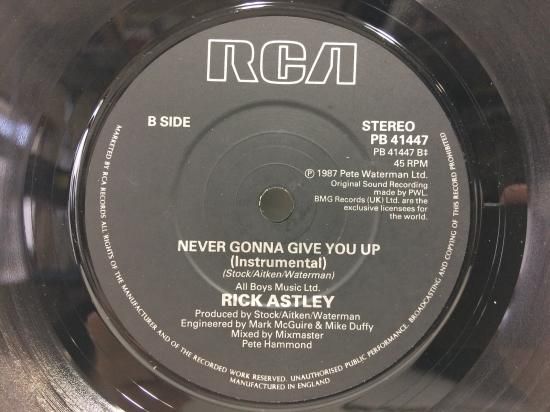 RCA
B SIDE
STEREO
PB 41447
PB 41447 B‡
45 RPM
℗ 1987 Pete Waterman Ltd.
Original Sound Recording
made by PWL.
BMG Records (UK) Ltd. are the
exclusive licensees for
the world.
NEVER GONNA GIVE YOU UP
(Instrumental)
(Stock/Aitken/Waterman)
All Boys Music Ltd.
RICK ASTLEY
Produced by Stock/Aitken/Waterman
Engineered by Mark McGuire & Mike Duffy
Mixed by Mixmaster
Pete Hammond
MARKETED BY RCA RECORDS. ALL RIGHTS OF THE MANUFACTURER AND OF THE OWNER OF THE RECORDED WORK RESERVED. UNAUTHORISED PUBLIC PERFORMANCE, BROADCASTING AND COPYING OF THIS RECORD PROHIBITED.
MANUFACTURED IN ENGLAND